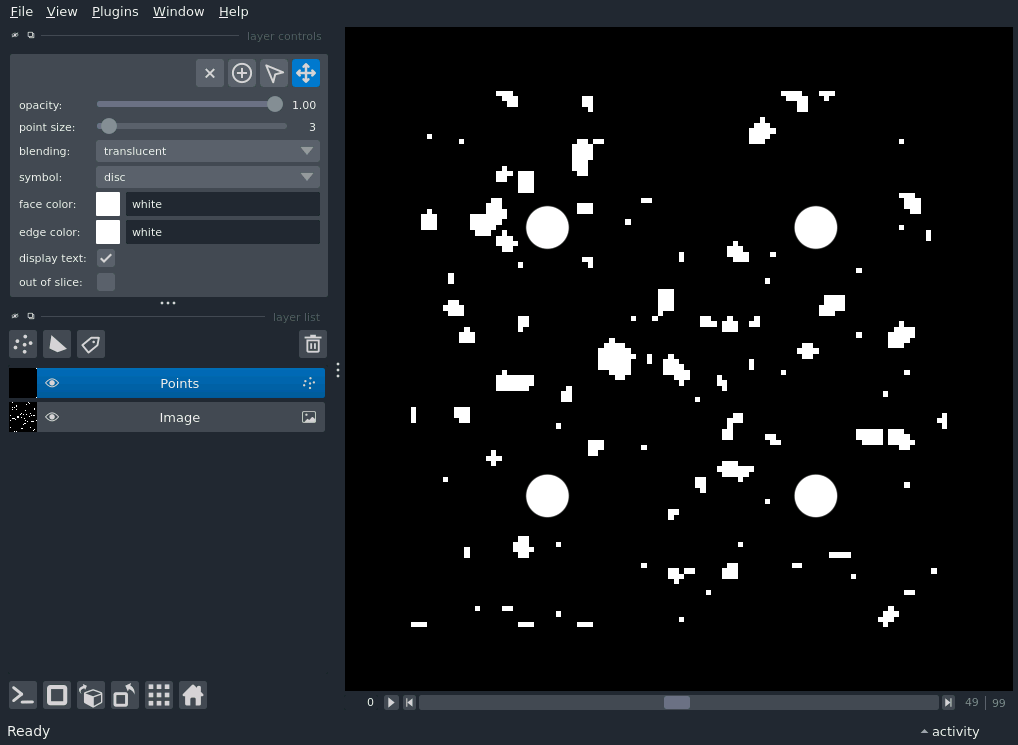 File View Plugins Window Help
layer controls
opacity: 1.00
point size: 3
blending: translucent
symbol: disc
face color: white
edge color: white
display text:
out of slice:
layer list
Points
Image
0 49 | 99
Ready activity